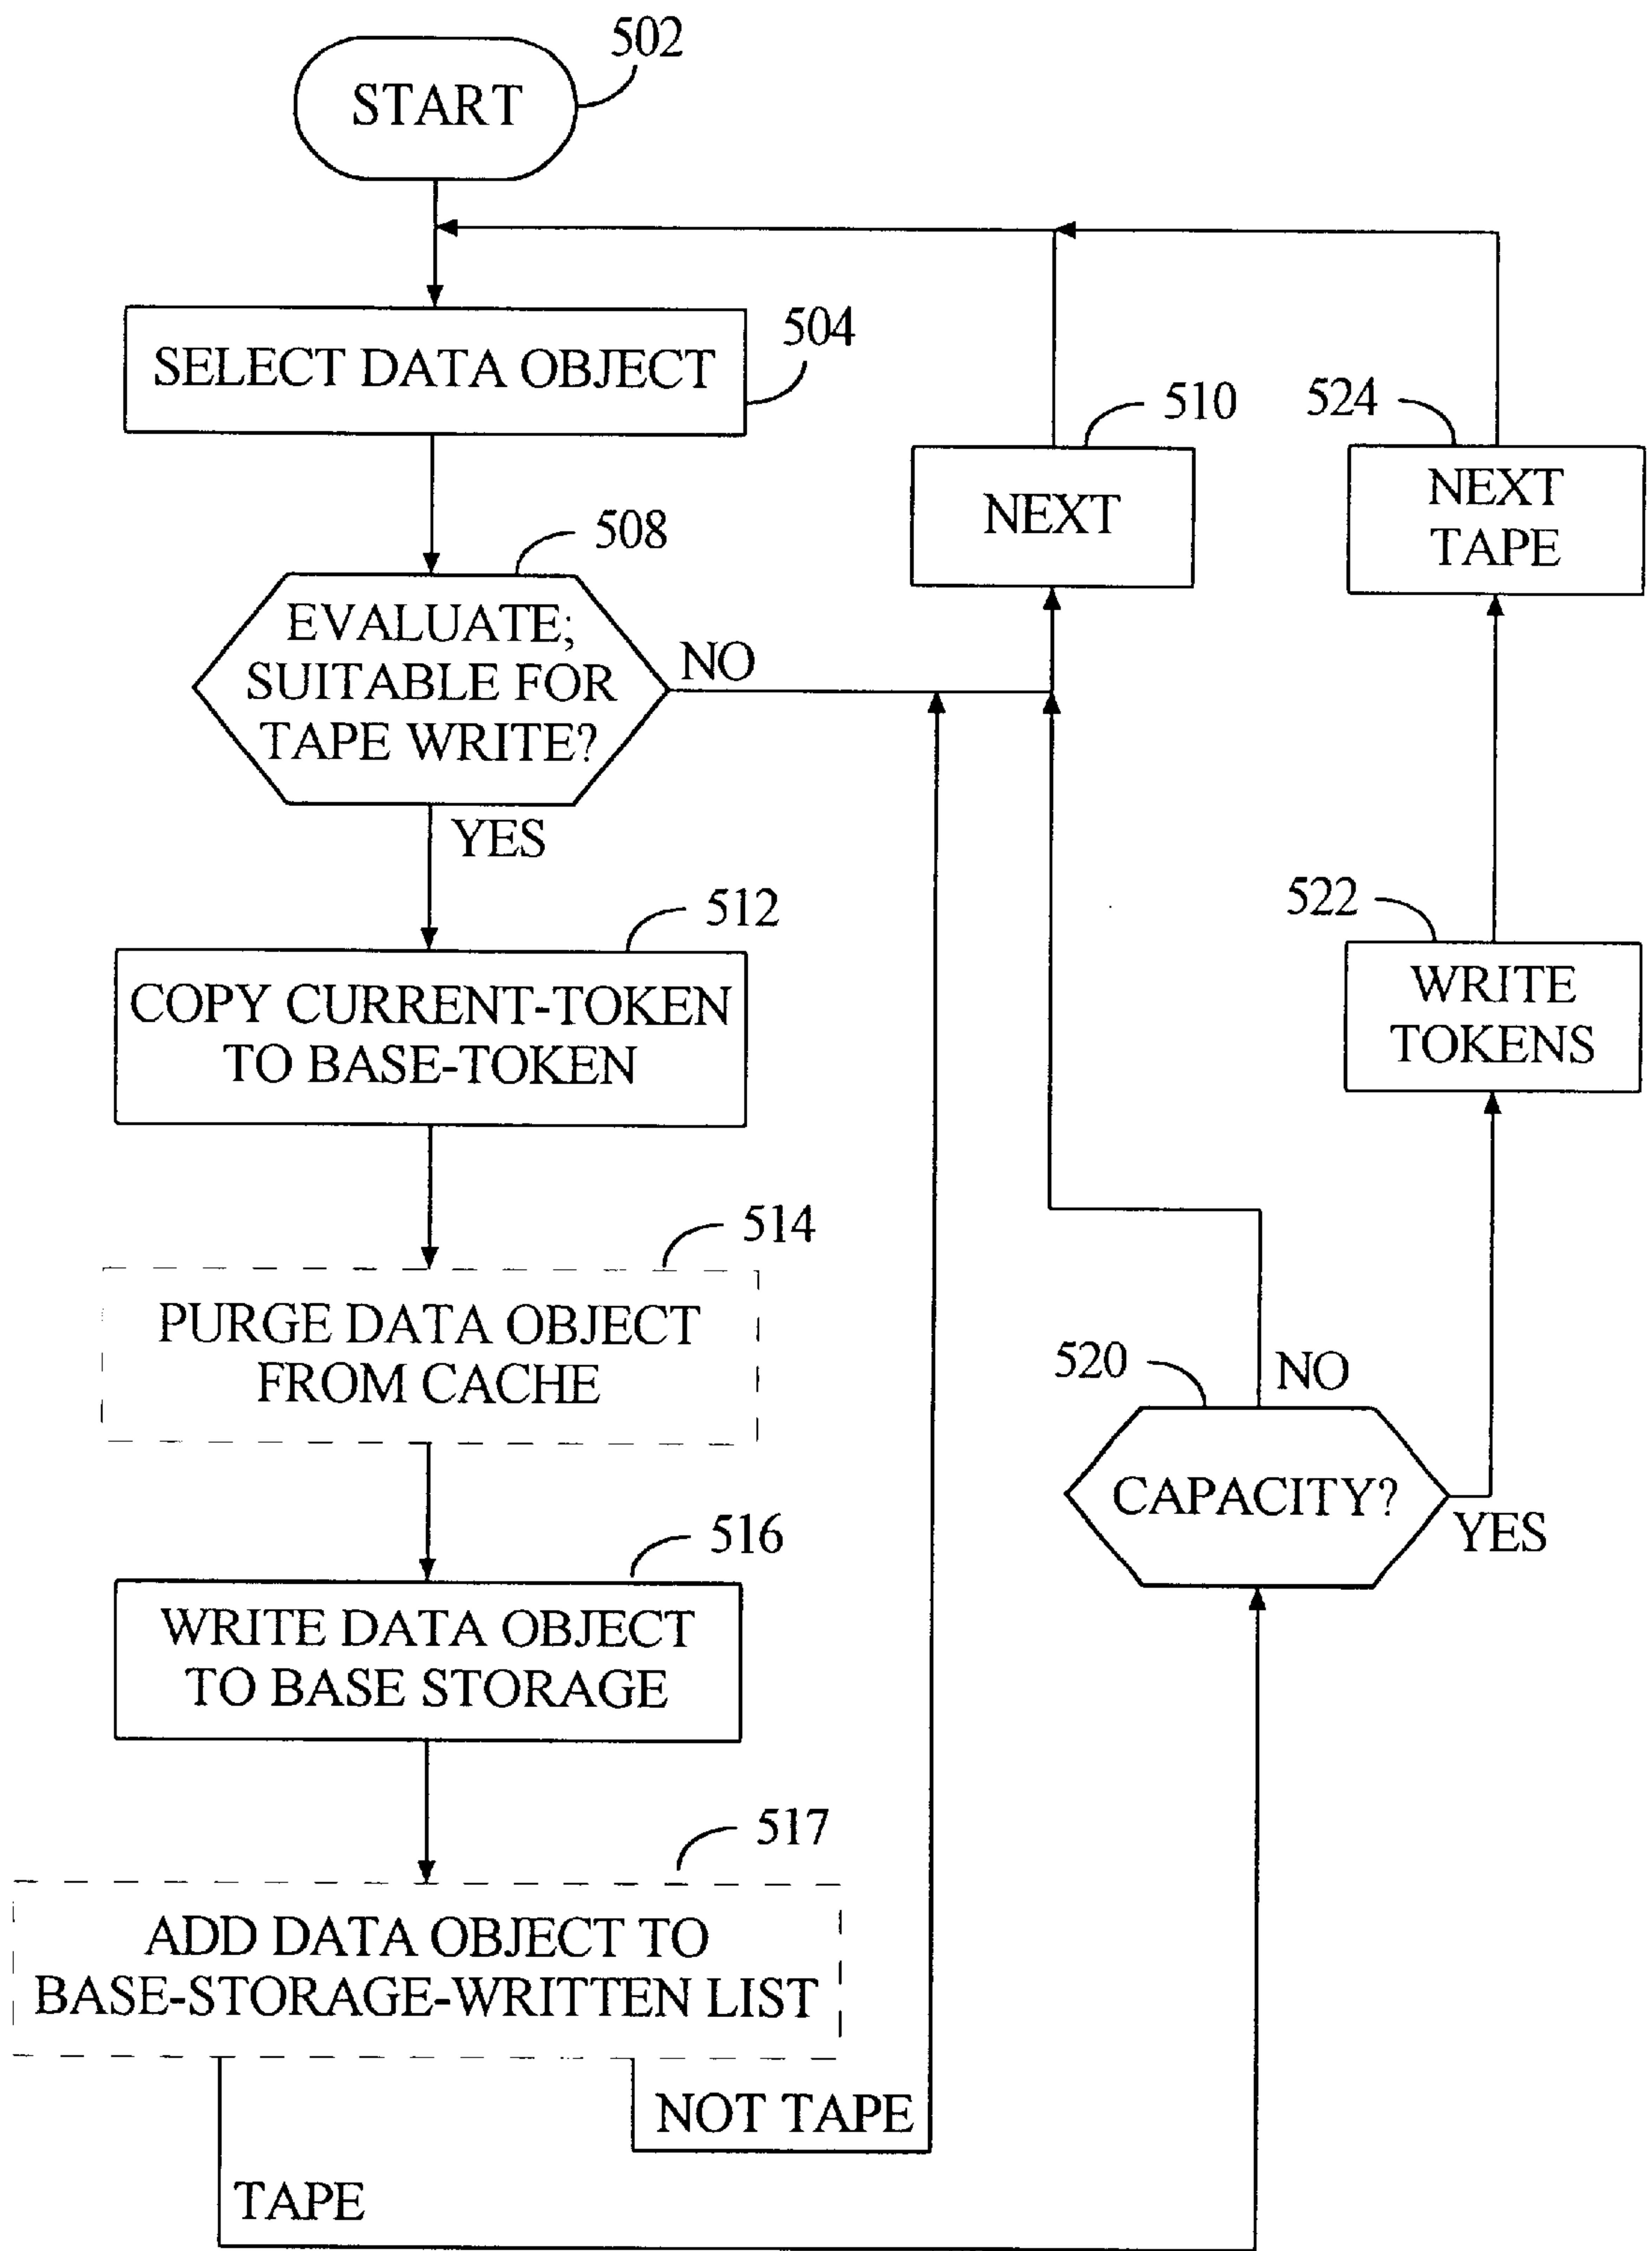 502
START
504
SELECT DATA OBJECT
510
524
NEXT
NEXT
TAPE
508
EVALUATE;
SUITABLE FOR
TAPE WRITE?
NO
YES
512
COPY CURRENT-TOKEN
TO BASE-TOKEN
522
WRITE
TOKENS
514
PURGE DATA OBJECT
FROM CACHE
520
NO
CAPACITY?
YES
516
WRITE DATA OBJECT
TO BASE STORAGE
517
ADD DATA OBJECT TO
BASE-STORAGE-WRITTEN LIST
NOT TAPE
TAPE